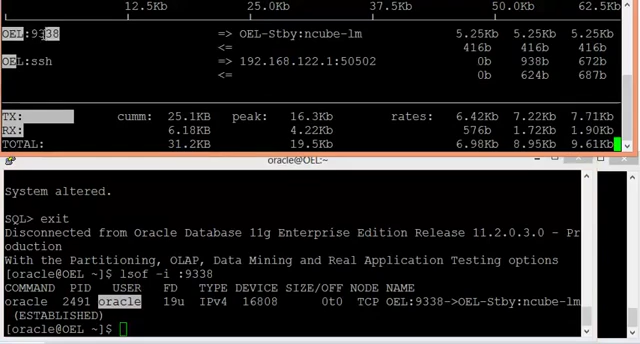 12.5Kb 25.0Kb 37.5Kb 50.0Kb 62.5Kb
OEL:9338 => OEL-Stby:ncube-lm 5.25Kb 5.25Kb 5.25Kb
<= 416b 416b 416b
OEL:ssh => 192.168.122.1:50502 0b 938b 672b
<= 0b 624b 687b
TX: cumm: 25.1KB peak: 16.3Kb rates: 6.42Kb 7.22Kb 7.71Kb
RX: 6.18KB 4.22Kb 576b 1.72Kb 1.90Kb
TOTAL: 31.2KB 19.5Kb 6.98Kb 8.95Kb 9.61Kb
oracle@OEL:~
System altered.
SQL> exit
Disconnected from Oracle Database 11g Enterprise Edition Release 11.2.0.3.0 - Pr
oduction
With the Partitioning, OLAP, Data Mining and Real Application Testing options
[oracle@OEL ~]$ lsof -i :9338
COMMAND PID USER FD TYPE DEVICE SIZE/OFF NODE NAME
oracle 2491 oracle 19u IPv4 16808 0t0 TCP OEL:9338->OEL-Stby:ncube-lm
(ESTABLISHED)
[oracle@OEL ~]$